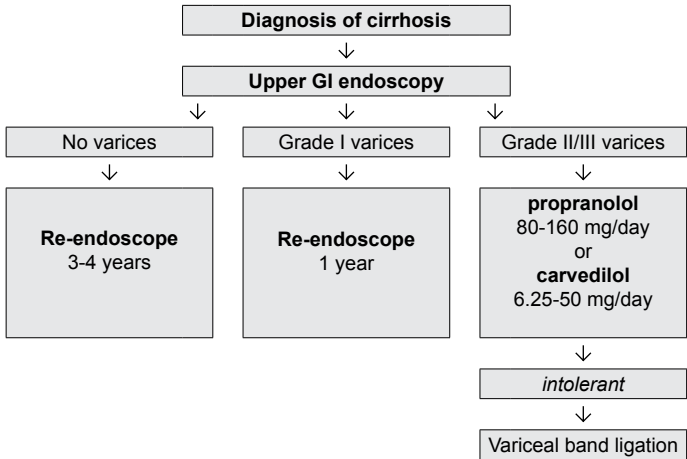 Diagnosis of cirrhosis
Upper GI endoscopy
No varices
Grade I varices
Grade II/III varices
Re-endoscope
3-4 years
Re-endoscope
1 year
propranolol
80-160 mg/day
or
carvedilol
6.25-50 mg/day
intolerant
Variceal band ligation